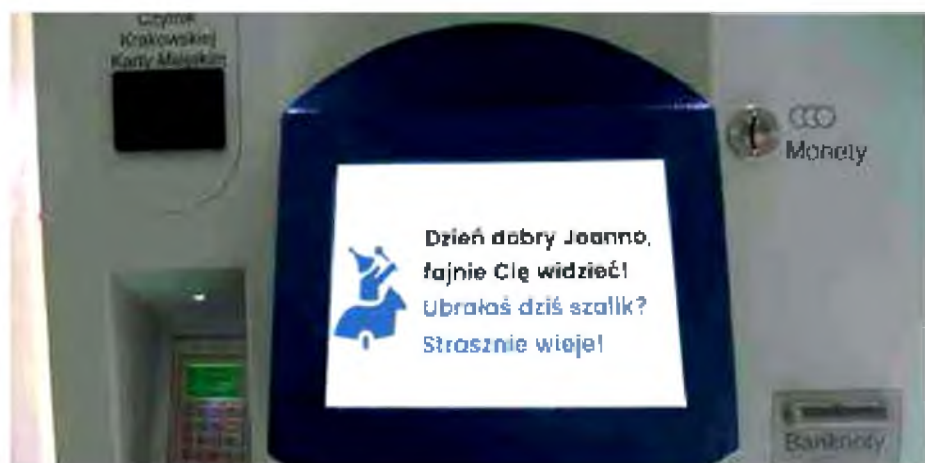 Czytnik
Krakowskiej
Karty Miejskiej
Monety
Dzień dobry Joanno,
fajnie Cię widzieć!
Ubrałaś dziś szalik?
Strasznie wieje!
Banknoty